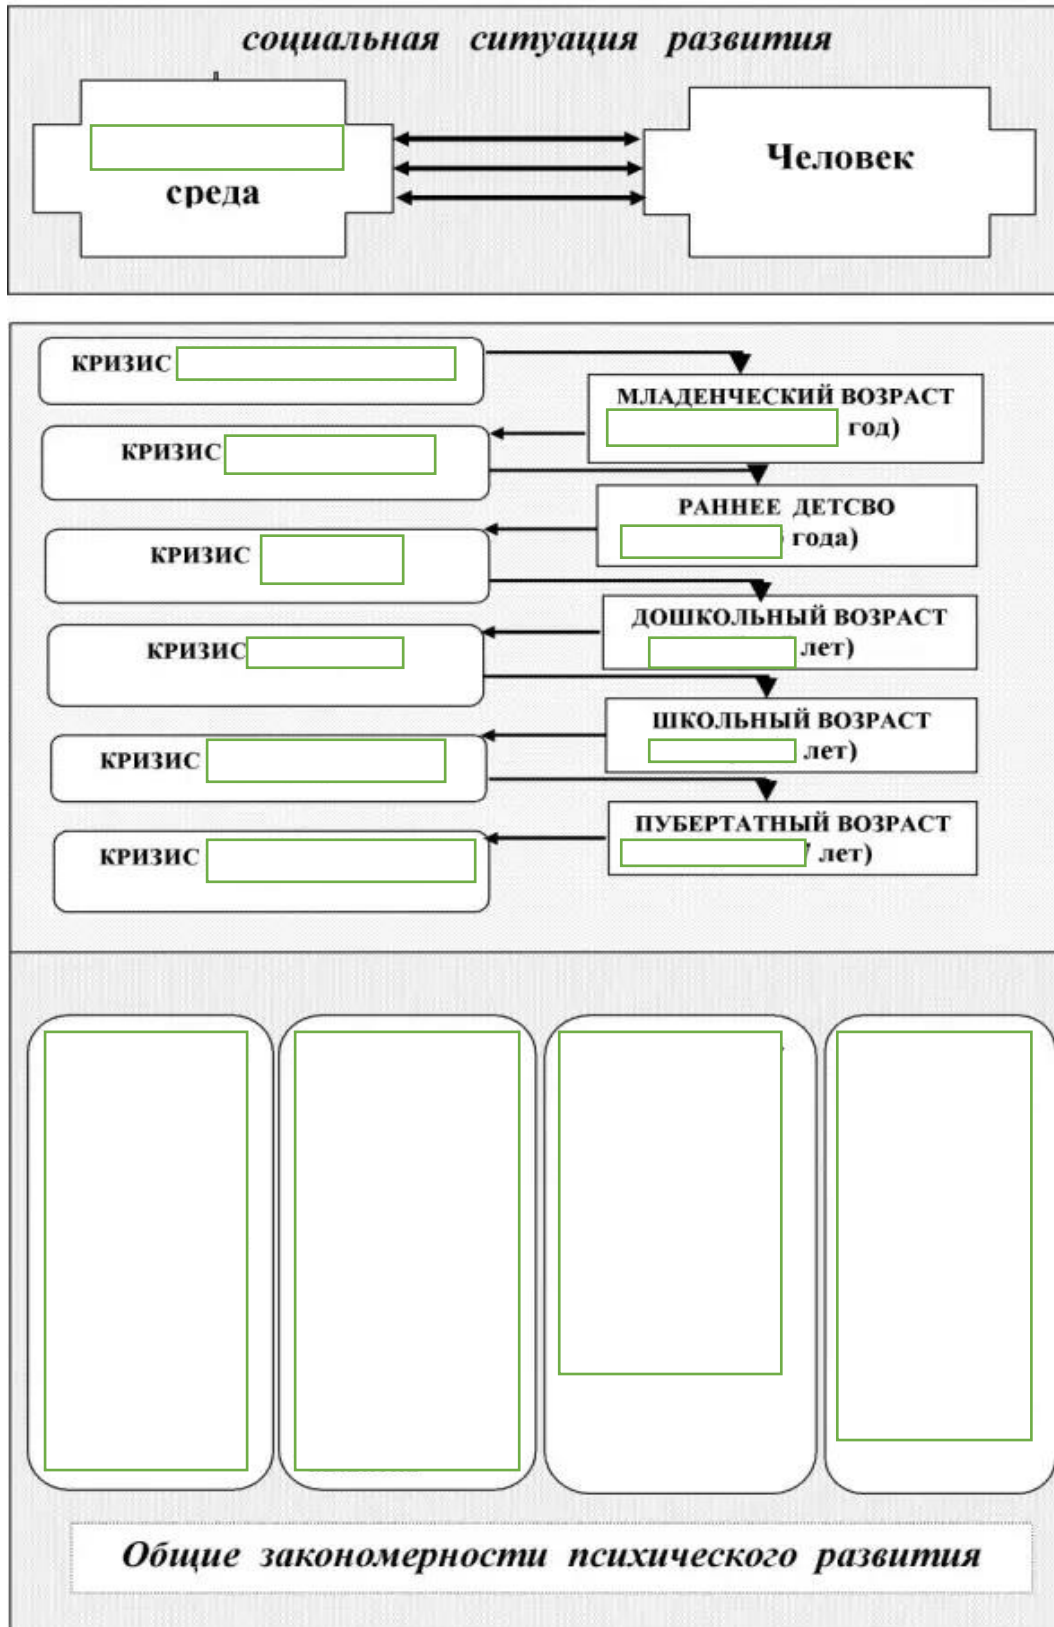 социальная ситуация развития
среда
Человек
КРИЗИС
МЛАДЕНЧЕСКИЙ ВОЗРАСТ
год)
КРИЗИС
РАННЕЕ ДЕТСВО
года)
КРИЗИС
ДОШКОЛЬНЫЙ ВОЗРАСТ
лет)
КРИЗИС
ШКОЛЬНЫЙ ВОЗРАСТ
лет)
КРИЗИС
ПУБЕРТАТНЫЙ ВОЗРАСТ
лет)
КРИЗИС
Общие закономерности психического развития